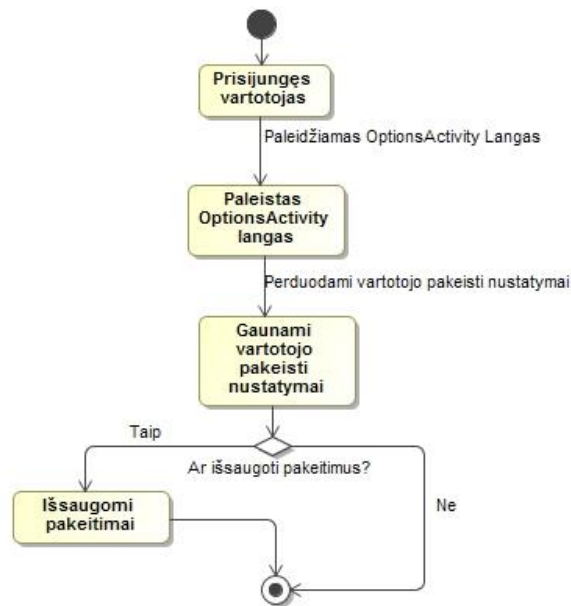 Prisijungęs
vartotojas
Paleidžiamas OptionsActivity Langas
Paleistas
OptionsActivity
langas
Perduodami vartotojo pakeisti nustatymai
Gaunami
vartotojo
pakeisti
nustatymai
Taip
Ar išsaugoti pakeitimus?
Išsaugomi
pakeitimai
Ne